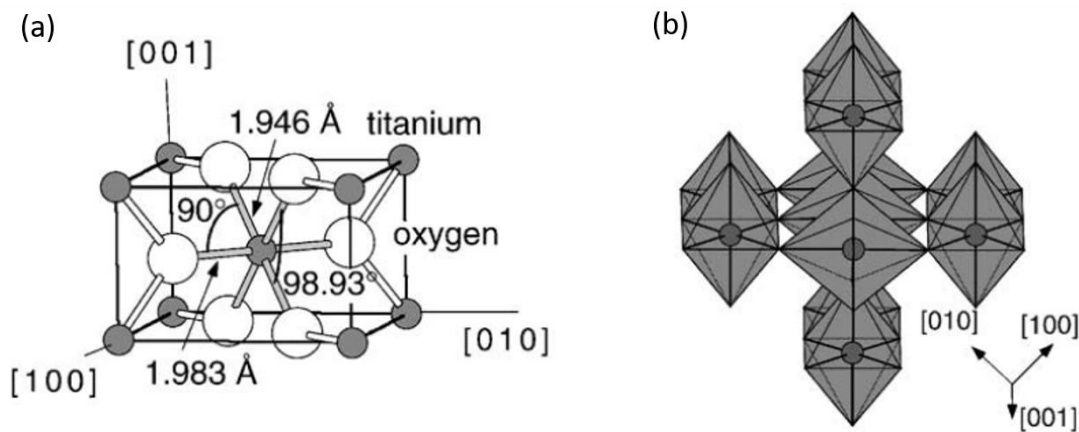 (a)
[001]
1.946 Å titanium
90°
oxygen
98.93°
[010]
[100]
1.983 Å
(b)
[010]
[100]
[001]